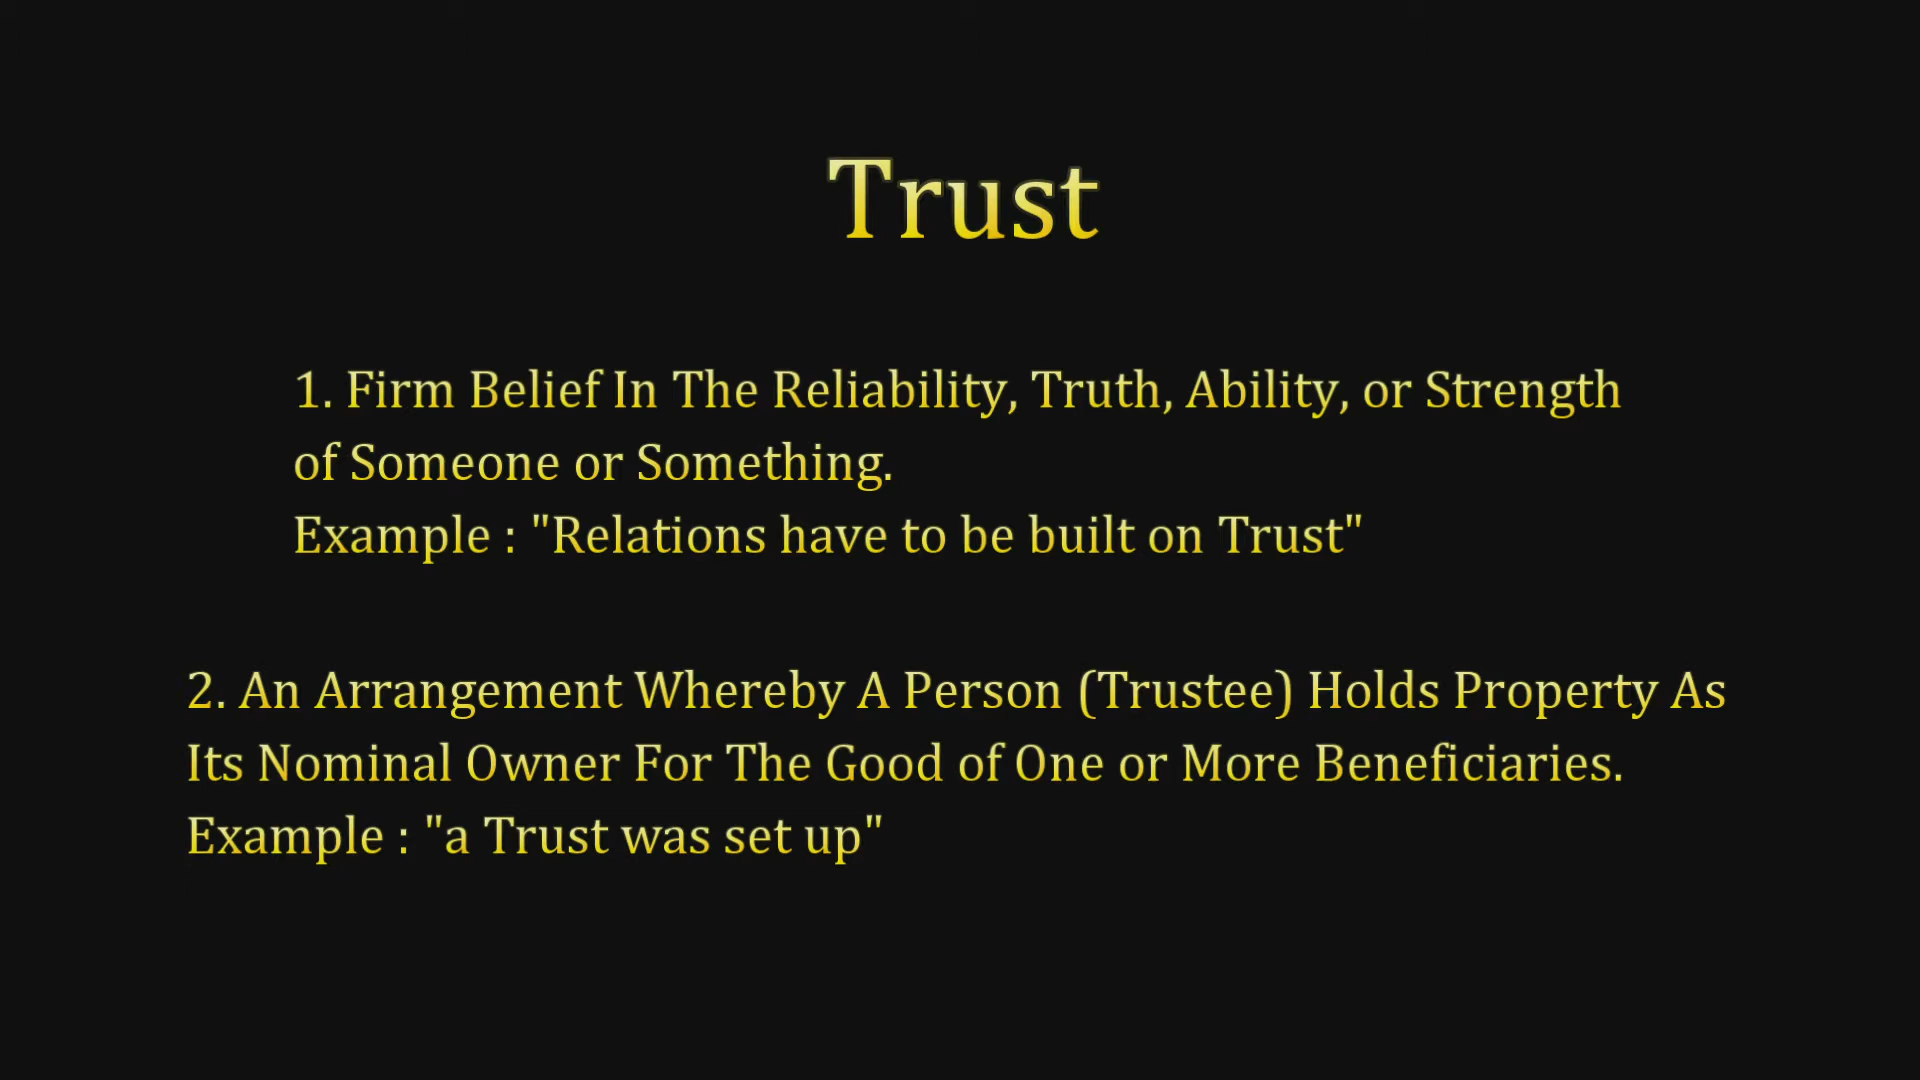 Trust
1. Firm Belief In The Reliability, Truth, Ability, or Strength
of Someone or Something.
Example : "Relations have to be built on Trust"
2. An Arrangement Whereby A Person (Trustee) Holds Property As
Its Nominal Owner For The Good of One or More Beneficiaries.
Example : "a Trust was set up"